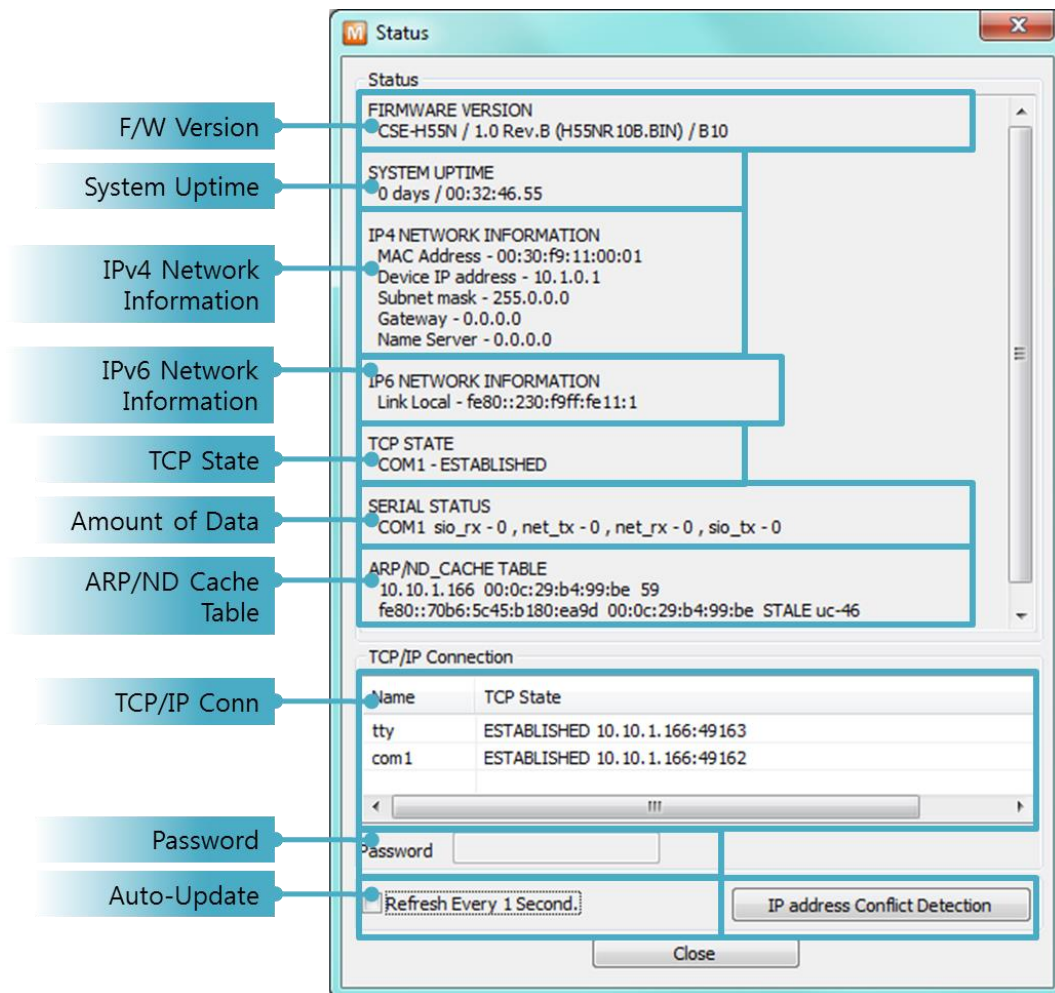 M Status
X
Status
F/W Version
FIRMWARE VERSION
CSE-H55N / 1.0 Rev.B (H55NR10B.BIN) / B10
System Uptime
SYSTEM UPTIME
0 days / 00:32:46.55
IPv4 Network
Information
IP4 NETWORK INFORMATION
MAC Address - 00:30:f9:11:00:01
Device IP address - 10.1.0.1
Subnet mask - 255.0.0.0
Gateway - 0.0.0.0
Name Server - 0.0.0.0
IPv6 Network
Information
IP6 NETWORK INFORMATION
Link Local - fe80::230:f9ff:fe11:1
TCP State
TCP STATE
COM1 - ESTABLISHED
Amount of Data
SERIAL STATUS
COM1 sio_rx - 0 , net_tx - 0 , net_rx - 0 , sio_tx - 0
ARP/ND Cache
Table
ARP/ND_CACHE TABLE
10.10.1.166 00:0c:29:b4:99:be 59
fe80::70b6:5c45:b180:ea9d 00:0c:29:b4:99:be STALE uc-46
TCP/IP Connection
TCP/IP Conn
Name TCP State
tty ESTABLISHED 10.10.1.166:49163
com1 ESTABLISHED 10.10.1.166:49162
Password
Password
Auto-Update
Refresh Every 1 Second.
IP address Conflict Detection
Close